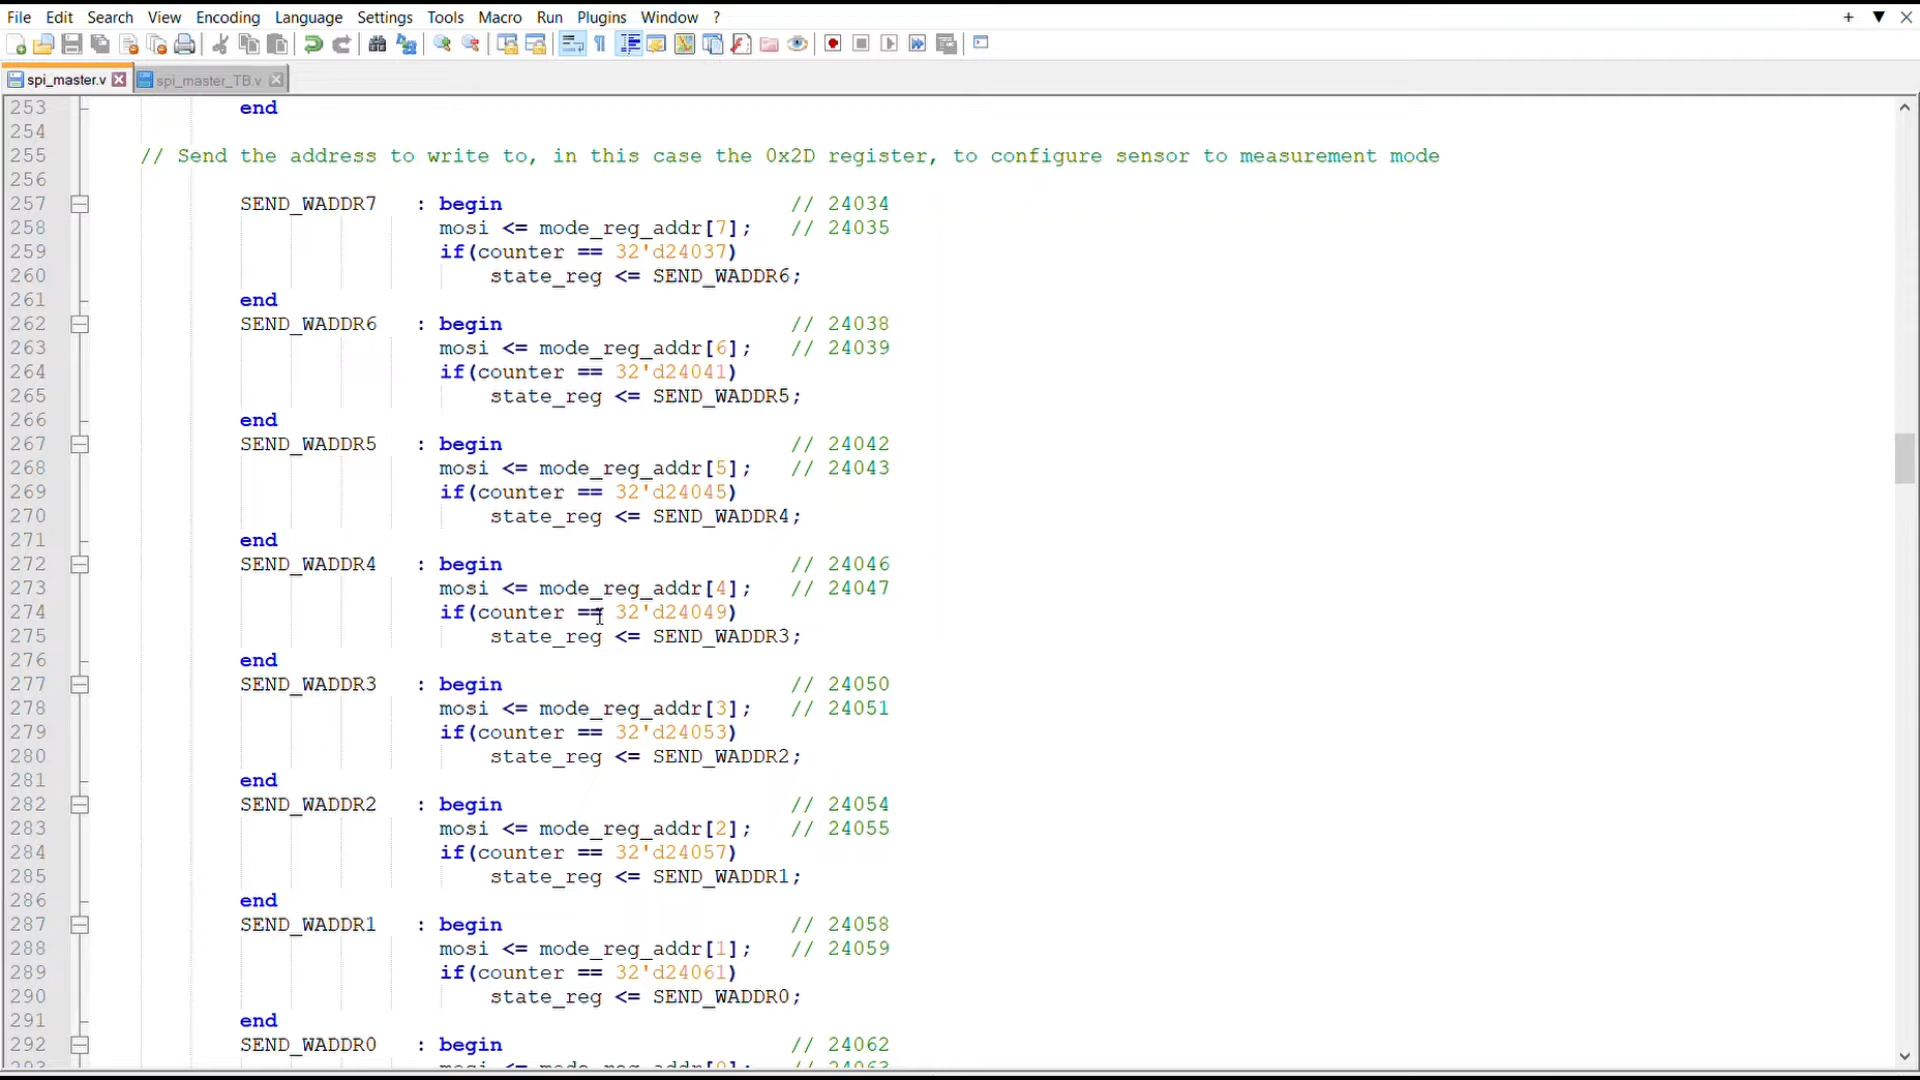 File Edit Search View Encoding Language Settings Tools Macro Run Plugins Window ? + ▼ X
spi_master.v spi_master_TB.v
253 end
254
255 // Send the address to write to, in this case the 0x2D register, to configure sensor to measurement mode
256
257 SEND_WADDR7 : begin // 24034
258 mosi <= mode_reg_addr[7]; // 24035
259 if(counter == 32'd24037)
260 state_reg <= SEND_WADDR6;
261 end
262 SEND_WADDR6 : begin // 24038
263 mosi <= mode_reg_addr[6]; // 24039
264 if(counter == 32'd24041)
265 state_reg <= SEND_WADDR5;
266 end
267 SEND_WADDR5 : begin // 24042
268 mosi <= mode_reg_addr[5]; // 24043
269 if(counter == 32'd24045)
270 state_reg <= SEND_WADDR4;
271 end
272 SEND_WADDR4 : begin // 24046
273 mosi <= mode_reg_addr[4]; // 24047
274 if(counter == 32'd24049)
275 state_reg <= SEND_WADDR3;
276 end
277 SEND_WADDR3 : begin // 24050
278 mosi <= mode_reg_addr[3]; // 24051
279 if(counter == 32'd24053)
280 state_reg <= SEND_WADDR2;
281 end
282 SEND_WADDR2 : begin // 24054
283 mosi <= mode_reg_addr[2]; // 24055
284 if(counter == 32'd24057)
285 state_reg <= SEND_WADDR1;
286 end
287 SEND_WADDR1 : begin // 24058
288 mosi <= mode_reg_addr[1]; // 24059
289 if(counter == 32'd24061)
290 state_reg <= SEND_WADDR0;
291 end
292 SEND_WADDR0 : begin // 24062